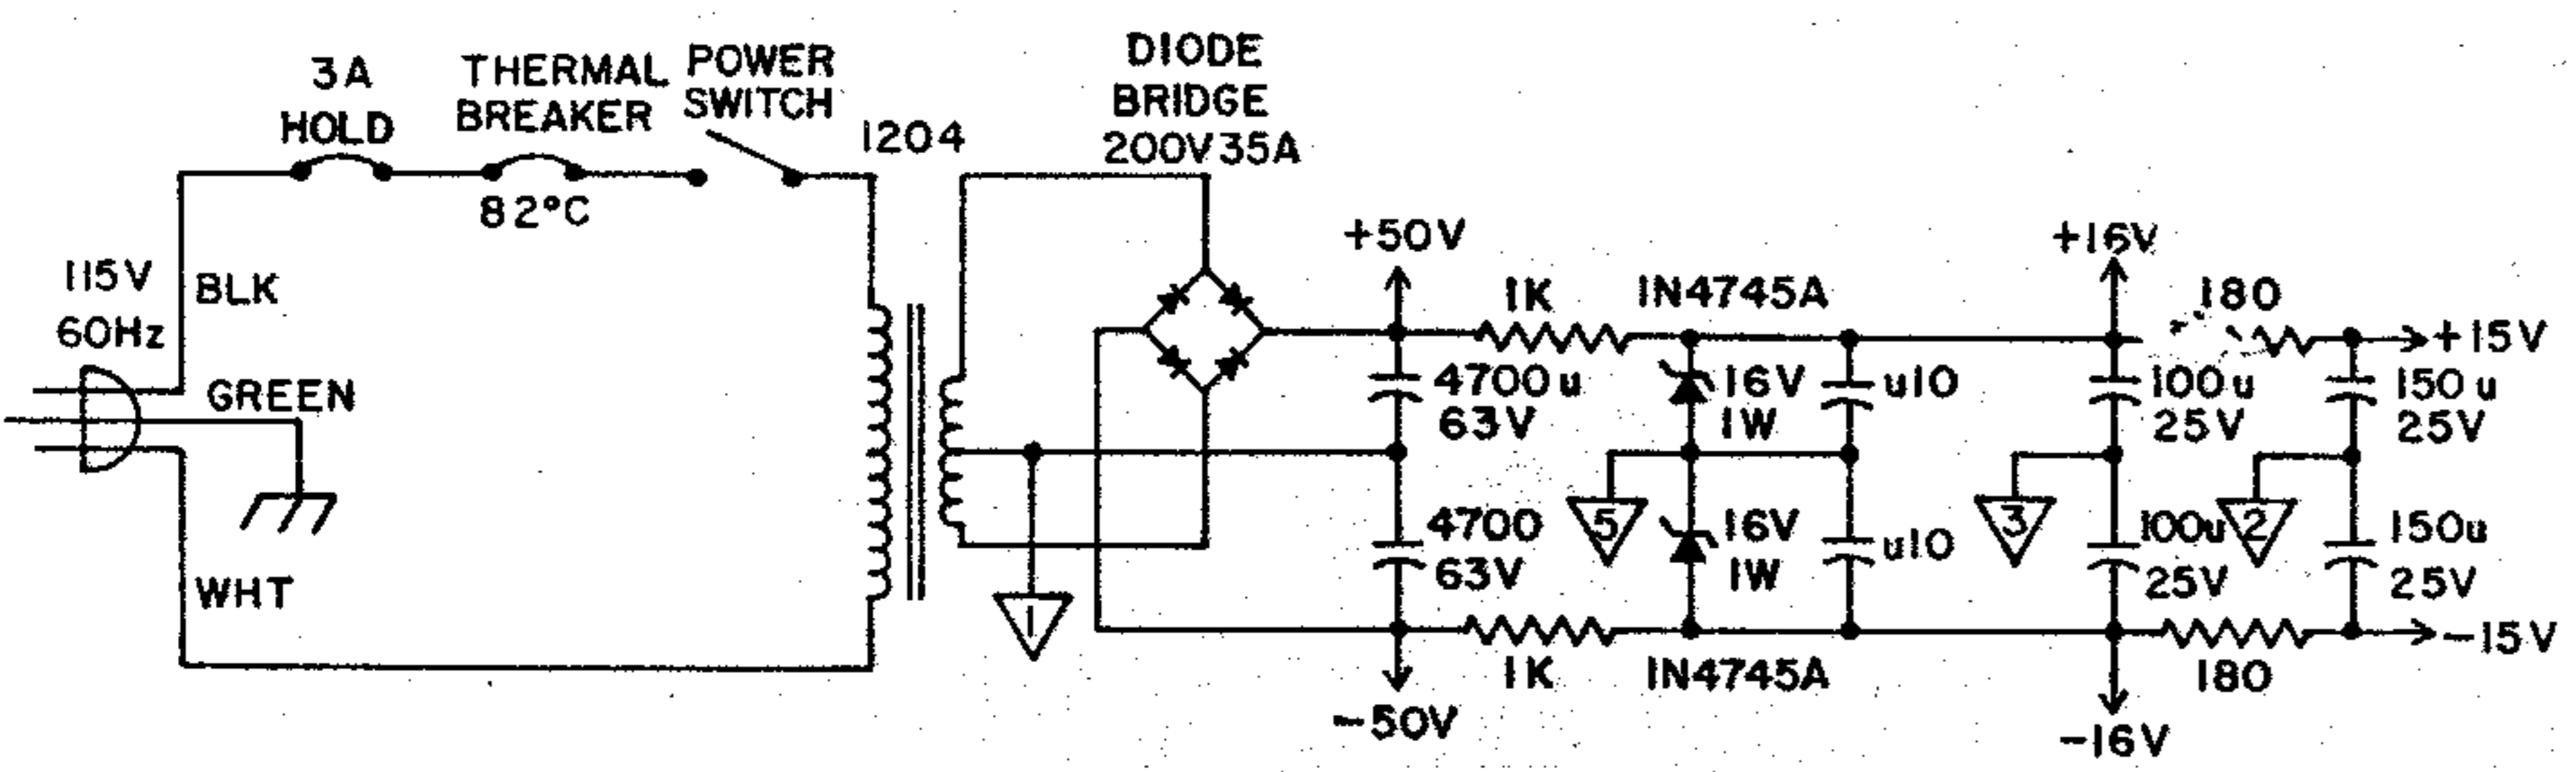 3A
HOLD
THERMAL
BREAKER
82°C
POWER
SWITCH
1204
DIODE
BRIDGE
200V35A
115V
60Hz
BLK
GREEN
WHT
1
+50V
4700u
63V
4700
63V
-50V
1K
1K
1N4745A
16V
1W
5
16V
1W
1N4745A
u10
u10
+16V
100u
25V
3
100u
25V
-16V
180
+15V
150u
25V
2
150u
25V
-15V
180